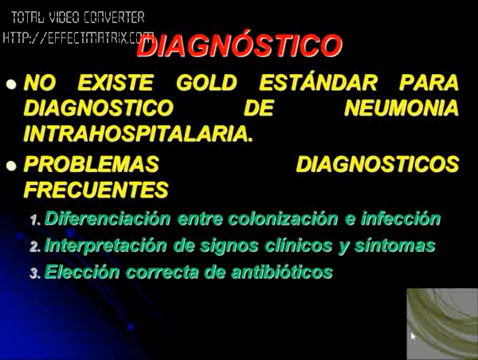 TOTAL VIDEO CONVERTER
HTTP://EFFECTMATRIX.COM
DIAGNÓSTICO
NO EXISTE GOLD ESTÁNDAR PARA
DIAGNOSTICO DE NEUMONIA
INTRAHOSPITALARIA.
PROBLEMAS DIAGNOSTICOS
FRECUENTES
1. Diferenciación entre colonización e infección
2. Interpretación de signos clínicos y síntomas
3. Elección correcta de antibióticos